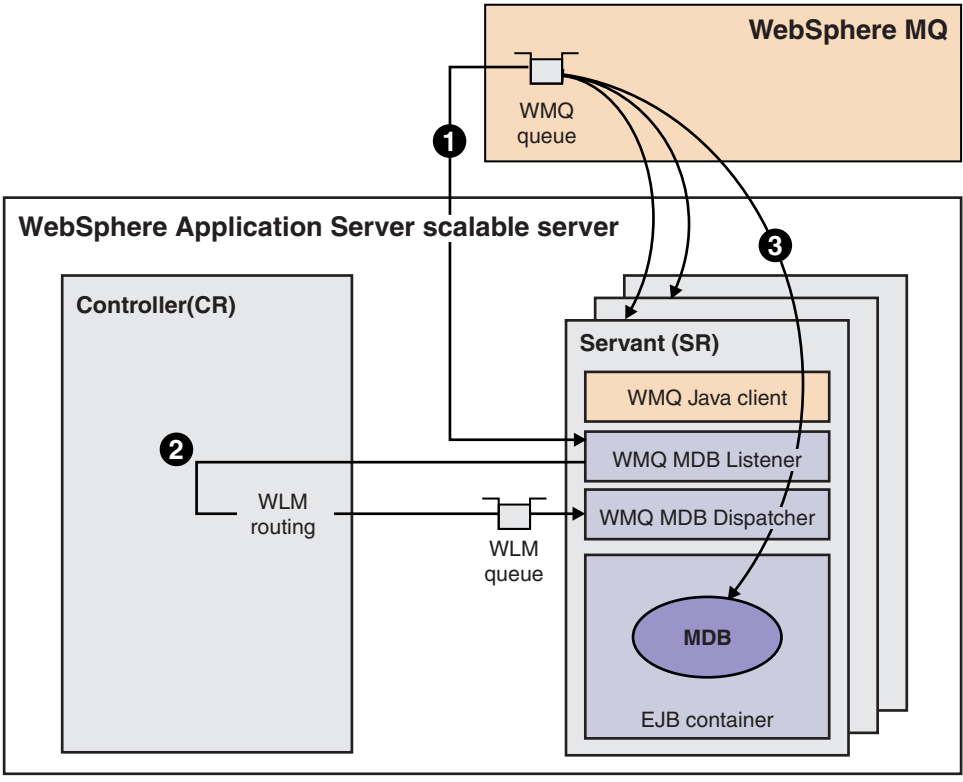 WebSphere MQ
WMQ
queue
1
WebSphere Application Server scalable server
3
Controller(CR)
Servant (SR)
WMQ Java client
2
WMQ MDB Listener
WLM
routing
WMQ MDB Dispatcher
WLM
queue
MDB
EJB container